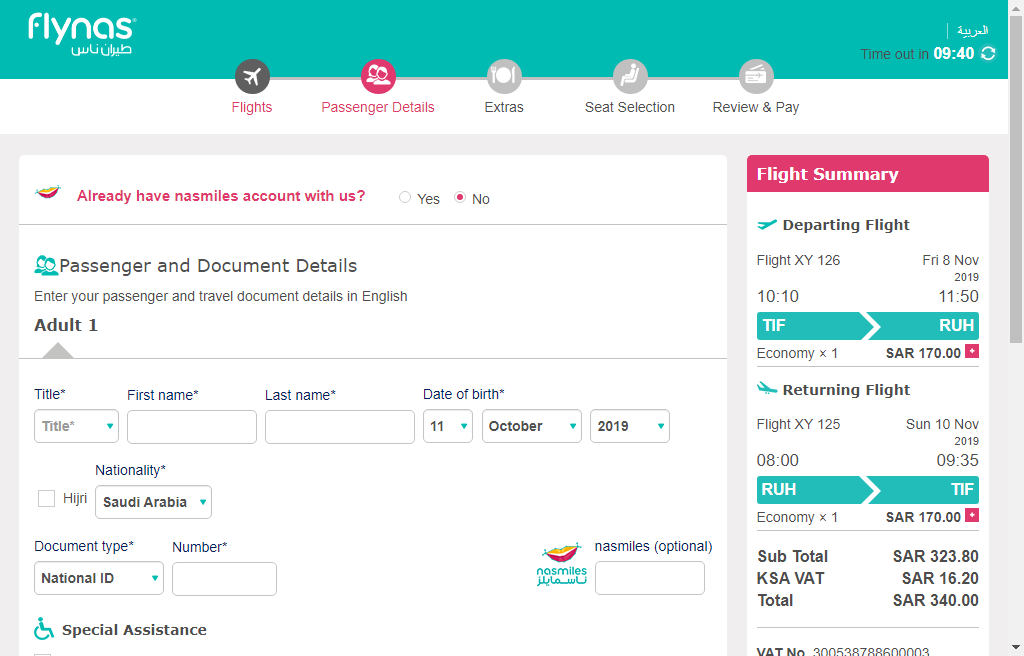 flynas
طيران ناس
العربية
Time out in 09:40
Flights
Passenger Details
Extras
Seat Selection
Review & Pay
Already have nasmiles account with us?
Yes
No
Passenger and Document Details
Enter your passenger and travel document details in English
Adult 1
Title*
First name*
Last name*
Date of birth*
Title*
11
October
2019
Nationality*
Hijri
Saudi Arabia
Document type*
Number*
nasmiles (optional)
National ID
nasmiles
ناسمايلز
Special Assistance
Flight Summary
Departing Flight
Flight XY 126
Fri 8 Nov
2019
10:10
11:50
TIF
RUH
Economy × 1
SAR 170.00 +
Returning Flight
Flight XY 125
Sun 10 Nov
2019
08:00
09:35
RUH
TIF
Economy × 1
SAR 170.00 +
Sub Total
SAR 323.80
KSA VAT
SAR 16.20
Total
SAR 340.00
VAT No. 300538788600003